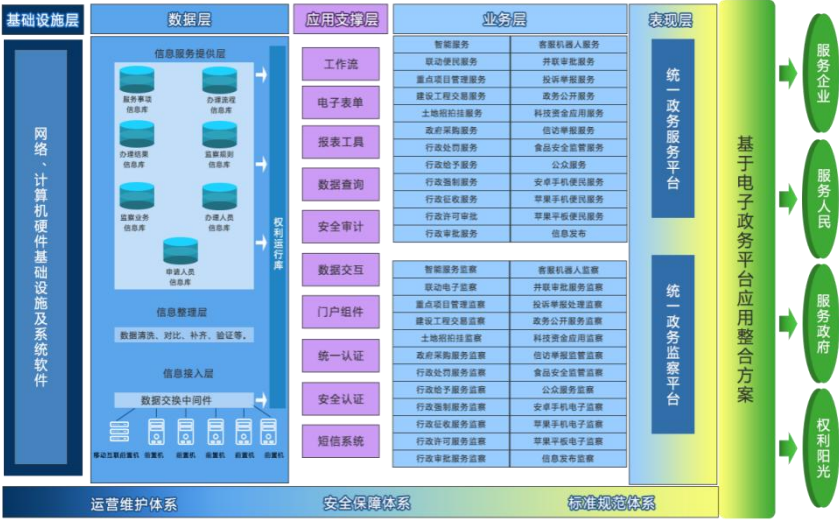 基础设施层
数据层
应用支撑层
业务层
表现层
网络、计算机硬件基础设施及系统软件
信息服务提供层
服务事项
信息库
办理流程
信息库
办理结果
信息库
监察规则
信息库
监察业务
信息库
办理人员
信息库
申请人员
信息库
权利运行库
信息整理层
数据清洗、对比、补齐、验证等。
信息接入层
数据交换中间件
移动互联前置机
前置机
前置机
前置机
前置机
前置机
工作流
电子表单
报表工具
数据查询
安全审计
数据交互
门户组件
统一认证
安全认证
短信系统
智能服务
客服机器人服务
联动便民服务
并联审批服务
重点项目管理服务
投诉举报服务
建设工程交易服务
政务公开服务
土地招拍挂服务
科技资金应用服务
政府采购服务
信访举报服务
行政处罚服务
食品安全监管服务
行政给予服务
公众服务
行政强制服务
安卓手机便民服务
行政征收服务
苹果手机便民服务
行政许可审批
苹果平板便民服务
行政审批服务
信息发布
智能服务监察
客服机器人监察
联动电子监察
并联审批服务监察
重点项目管理监察
投诉举报处理监察
建设工程交易监察
政务公开服务监察
土地招拍挂监察
科技资金应用监察
政府采购服务监察
信访举报监管监察
行政处罚服务监察
食品安全监管监察
行政给予服务监察
公众服务监察
行政强制服务监察
安卓手机电子监察
行政征收服务监察
苹果手机电子监察
行政许可服务监察
苹果平板电子监察
行政审批服务监察
信息发布监察
统一政务服务平台
统一政务监察平台
基于电子政务平台应用整合方案
服务企业
服务人民
服务政府
权利阳光
运营维护体系
安全保障体系
标准规范体系